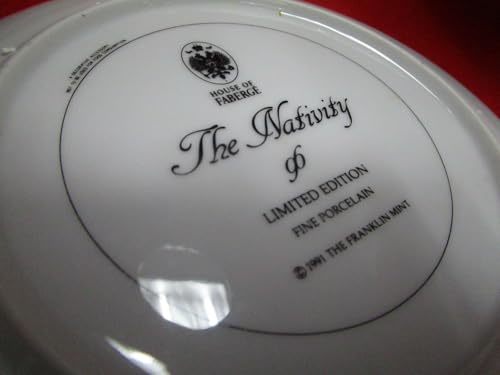 HOUSE OF
FABERGE
The Nativity
LIMITED EDITION
FINE PORCELAIN
© 1991 THE FRANKLIN MINT